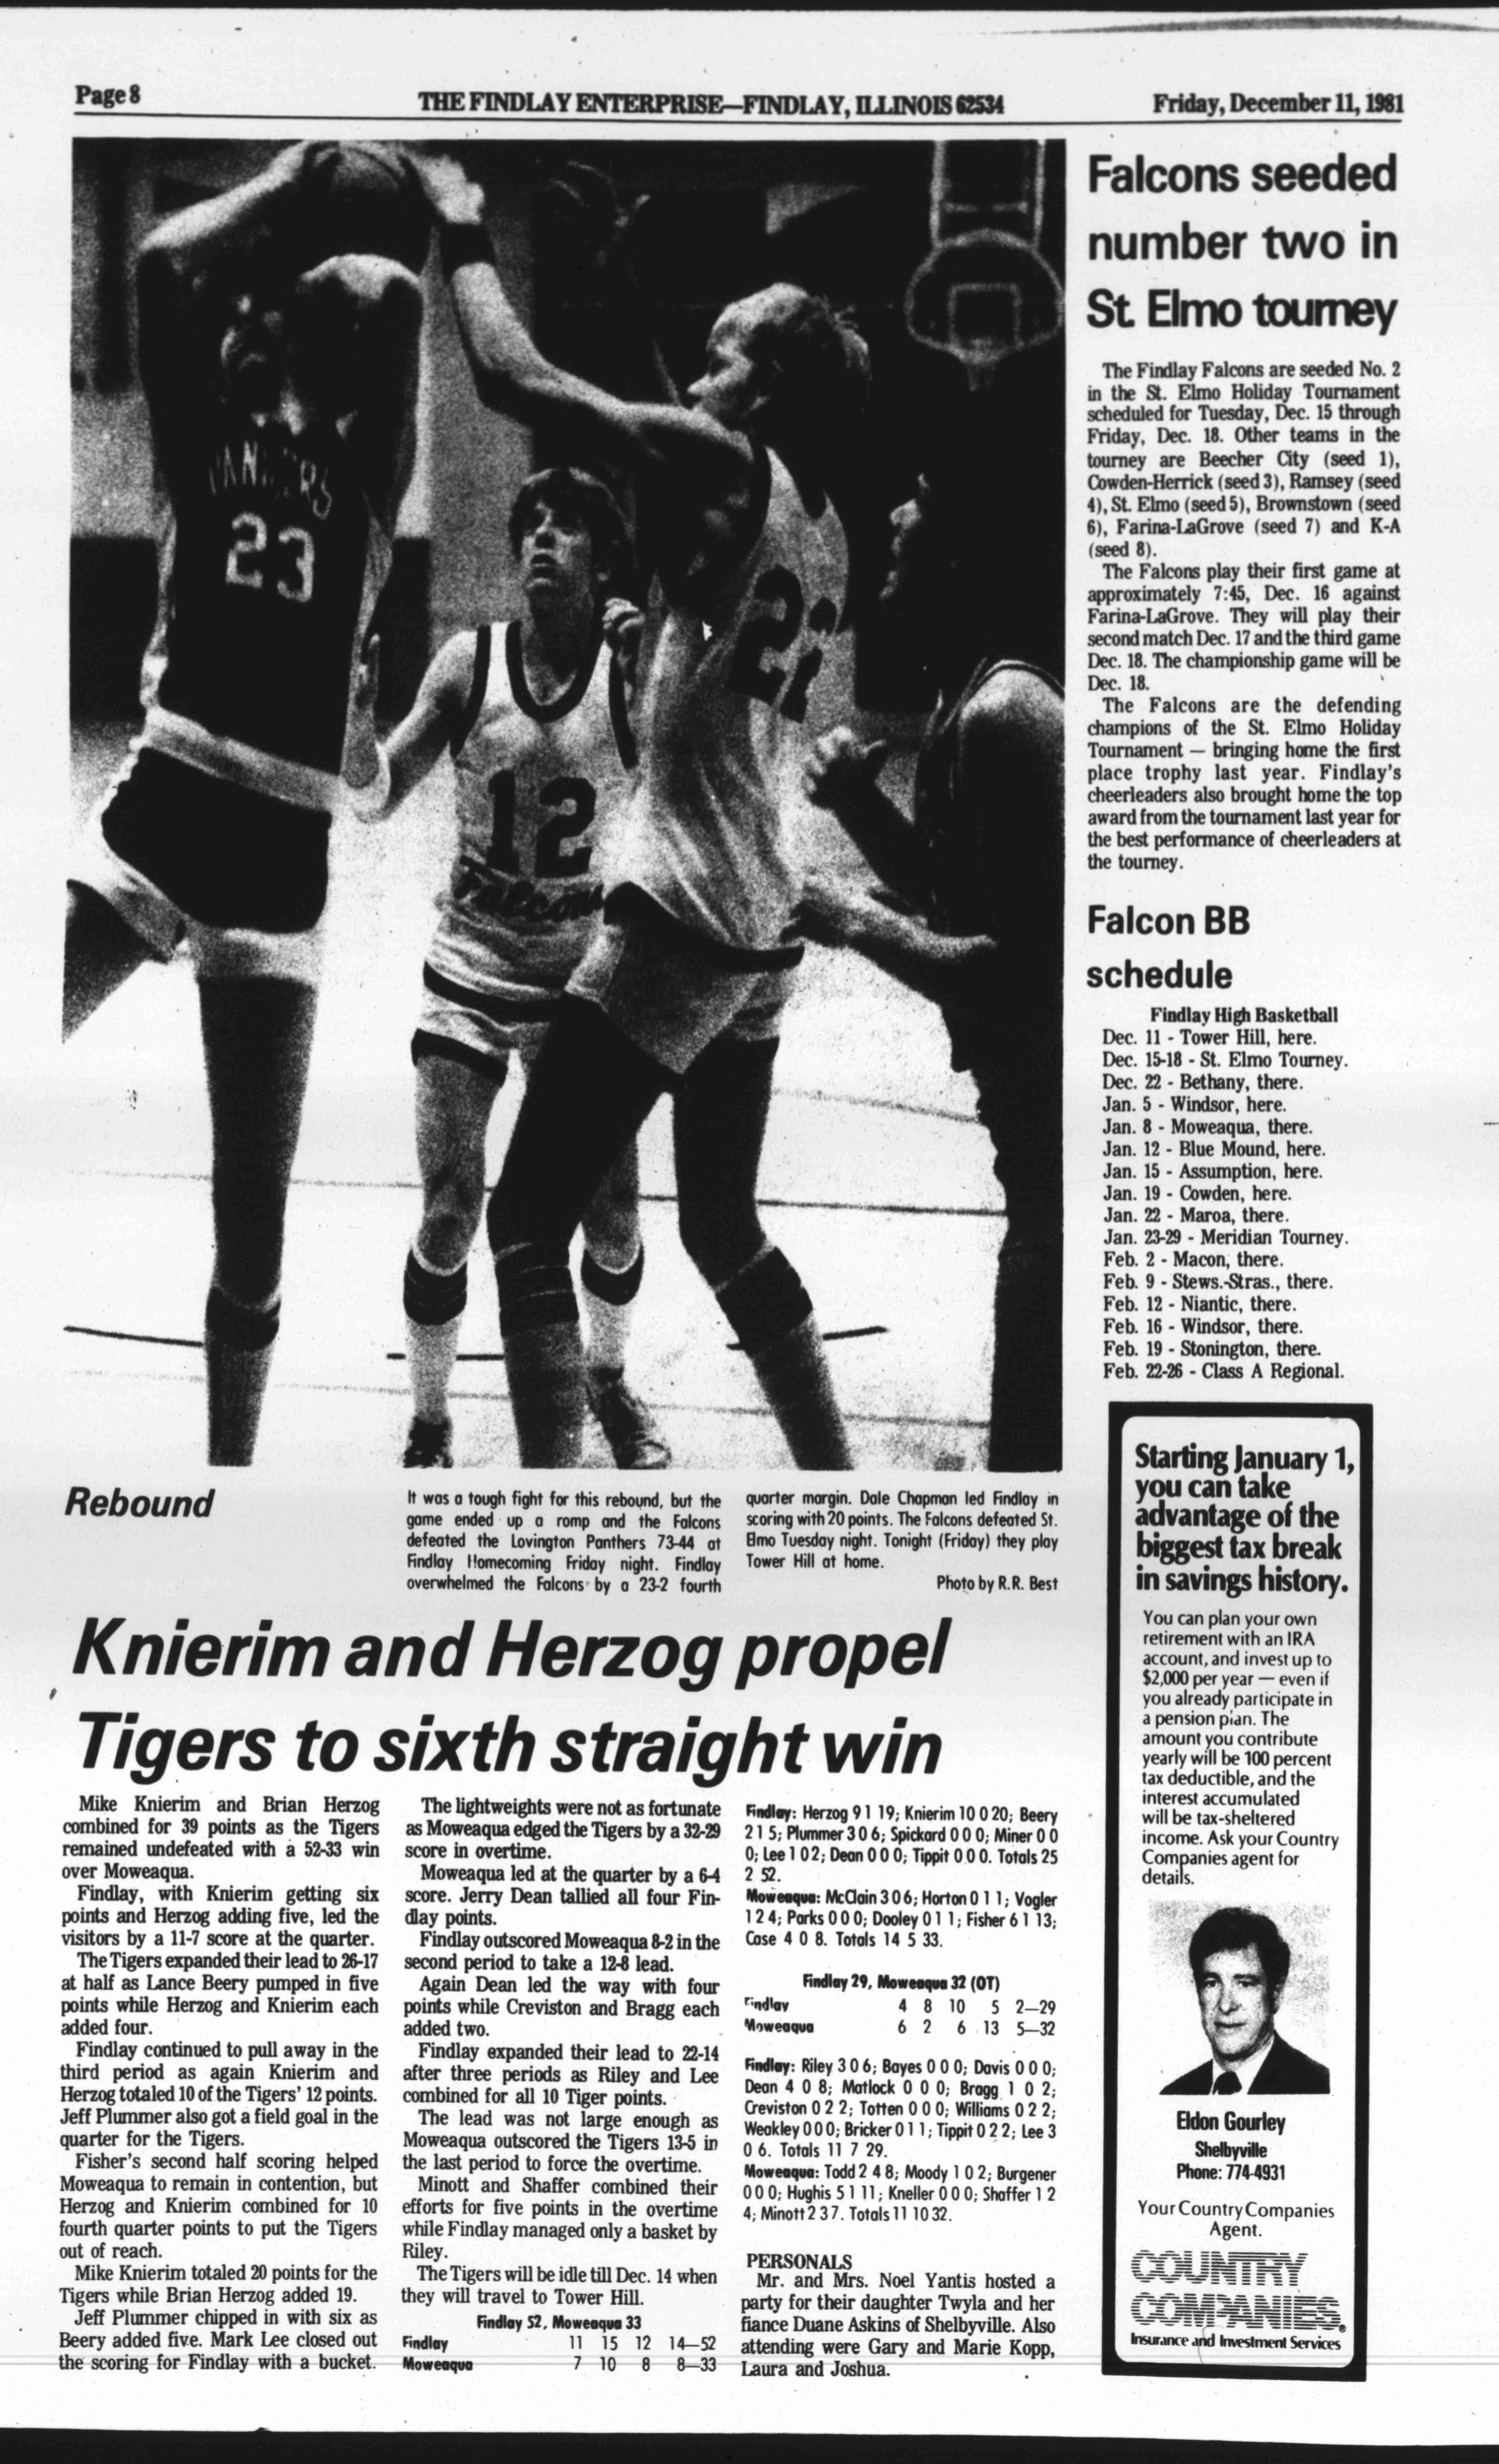 Page 8
THE FINDLAY ENTERPRISE—FINDLAY, ILLINOIS 62534
Friday, December 11, 1981
23
12
Falcons
22
Rebound
It was a tough fight for this rebound, but the
game ended up a romp and the Falcons
defeated the Lovington Panthers 73-44 at
Findlay Homecoming Friday night. Findlay
overwhelmed the Falcons by a 23-2 fourth
quarter margin. Dale Chapman led Findlay in
scoring with 20 points. The Falcons defeated St.
Elmo Tuesday night. Tonight (Friday) they play
Tower Hill at home.
Photo by R.R. Best
Falcons seeded
number two in
St. Elmo tourney
The Findlay Falcons are seeded No. 2
in the St. Elmo Holiday Tournament
scheduled for Tuesday, Dec. 15 through
Friday, Dec. 18. Other teams in the
tourney are Beecher City (seed 1),
Cowden-Herrick (seed 3), Ramsey (seed
4), St. Elmo (seed 5), Brownstown (seed
6), Farina-LaGrove (seed 7) and K-A
(seed 8).
The Falcons play their first game at
approximately 7:45, Dec. 16 against
Farina-LaGrove. They will play their
second match Dec. 17 and the third game
Dec. 18. The championship game will be
Dec. 18.
The Falcons are the defending
champions of the St. Elmo Holiday
Tournament — bringing home the first
place trophy last year. Findlay's
cheerleaders also brought home the top
award from the tournament last year for
the best performance of cheerleaders at
the tourney.
Falcon BB
schedule
Findlay High Basketball
Dec. 11 - Tower Hill, here.
Dec. 15-18 - St. Elmo Tourney.
Dec. 22 - Bethany, there.
Jan. 5 - Windsor, here.
Jan. 8 - Moweaqua, there.
Jan. 12 - Blue Mound, here.
Jan. 15 - Assumption, here.
Jan. 19 - Cowden, here.
Jan. 22 - Maroa, there.
Jan. 23-29 - Meridian Tourney.
Feb. 2 - Macon, there.
Feb. 9 - Stews.-Stras., there.
Feb. 12 - Niantic, there.
Feb. 16 - Windsor, there.
Feb. 19 - Stonington, there.
Feb. 22-26 - Class A Regional.
Knierim and Herzog propel
Tigers to sixth straight win
Mike Knierim and Brian Herzog
combined for 39 points as the Tigers
remained undefeated with a 52-33 win
over Moweaqua.
Findlay, with Knierim getting six
points and Herzog adding five, led the
visitors by a 11-7 score at the quarter.
The Tigers expanded their lead to 26-17
at half as Lance Beery pumped in five
points while Herzog and Knierim each
added four.
Findlay continued to pull away in the
third period as again Knierim and
Herzog totaled 10 of the Tigers' 12 points.
Jeff Plummer also got a field goal in the
quarter for the Tigers.
Fisher's second half scoring helped
Moweaqua to remain in contention, but
Herzog and Knierim combined for 10
fourth quarter points to put the Tigers
out of reach.
Mike Knierim totaled 20 points for the
Tigers while Brian Herzog added 19.
Jeff Plummer chipped in with six as
Beery added five. Mark Lee closed out
the scoring for Findlay with a bucket.
The lightweights were not as fortunate
as Moweaqua edged the Tigers by a 32-29
score in overtime.
Moweaqua led at the quarter by a 6-4
score. Jerry Dean tallied all four Fin-
dlay points.
Findlay outscored Moweaqua 8-2 in the
second period to take a 12-8 lead.
Again Dean led the way with four
points while Creviston and Bragg each
added two.
Findlay expanded their lead to 22-14
after three periods as Riley and Lee
combined for all 10 Tiger points.
The lead was not large enough as
Moweaqua outscored the Tigers 13-5 in
the last period to force the overtime.
Minott and Shaffer combined their
efforts for five points in the overtime
while Findlay managed only a basket by
Riley.
The Tigers will be idle till Dec. 14 when
they will travel to Tower Hill.
Findlay 52, Moweaqua 33
Findlay 11 15 12 14—52
Moweaqua 7 10 8 8—33
Findlay: Herzog 9 1 19; Knierim 10 0 20; Beery
2 1 5; Plummer 3 0 6; Spickard 0 0 0; Miner 0 0
0; Lee 1 0 2; Dean 0 0 0; Tippit 0 0 0. Totals 25
2 52.
Moweaqua: McClain 3 0 6; Horton 0 1 1; Vogler
1 2 4; Parks 0 0 0; Dooley 0 1 1; Fisher 6 1 13;
Case 4 0 8. Totals 14 5 33.
Findlay 29, Moweaqua 32 (OT)
Findlay 4 8 10 5 2—29
Moweaqua 6 2 6 13 5—32
Findlay: Riley 3 0 6; Bayes 0 0 0; Davis 0 0 0;
Dean 4 0 8; Matlock 0 0 0; Bragg 1 0 2;
Creviston 0 2 2; Totten 0 0 0; Williams 0 2 2;
Weakley 0 0 0; Bricker 0 1 1; Tippit 0 2 2; Lee 3
0 6. Totals 11 7 29.
Moweaqua: Todd 2 4 8; Moody 1 0 2; Burgener
0 0 0; Hughis 5 1 11; Kneller 0 0 0; Shaffer 1 2
4; Minott 2 3 7. Totals 11 10 32.
PERSONALS
Mr. and Mrs. Noel Yantis hosted a
party for their daughter Twyla and her
fiance Duane Askins of Shelbyville. Also
attending were Gary and Marie Kopp,
Laura and Joshua.
Starting January 1,
you can take
advantage of the
biggest tax break
in savings history.
You can plan your own
retirement with an IRA
account, and invest up to
$2,000 per year — even if
you already participate in
a pension plan. The
amount you contribute
yearly will be 100 percent
tax deductible, and the
interest accumulated
will be tax-sheltered
income. Ask your Country
Companies agent for
details.
Eldon Gourley
Shelbyville
Phone: 774-4931
Your Country Companies
Agent.
COUNTRY
COMPANIES®
Insurance and Investment Services